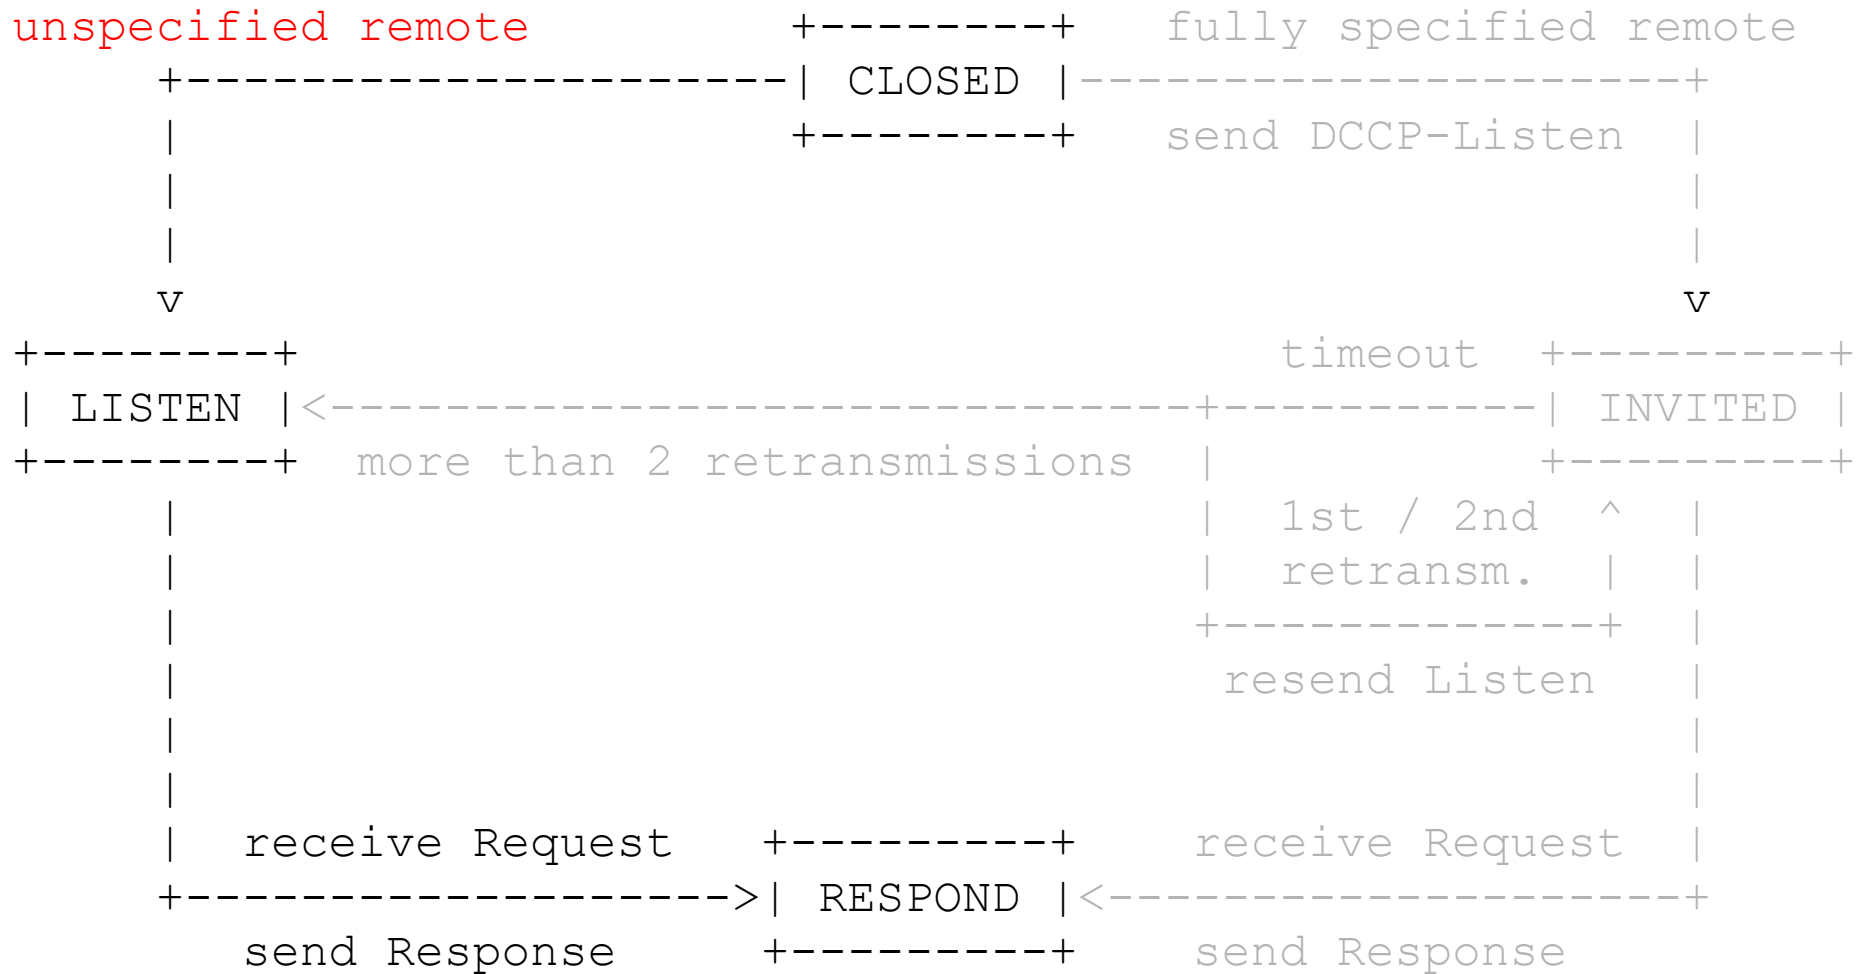 unspecified remote                   +--------+   fully specified remote
     +---------------------| CLOSED |---------------------+
     |                     +--------+   send DCCP-Listen  |
     |                                                    |
     |                                                    |
     v                                                    v
+--------+                                  timeout  +---------+
| LISTEN |<------------------------------+-----------| INVITED |
+--------+  more than 2 retransmissions  |           +---------+
     |                                   |  1st / 2nd  ^  |
     |                                   |  retransm.  |  |
     |                                   +-------------+  |
     |                                    resend Listen   |
     |                                                    |
     |                                                    |
     |  receive Request   +---------+    receive Request  |
     +------------------->| RESPOND |<--------------------+
        send Response     +---------+    send Response